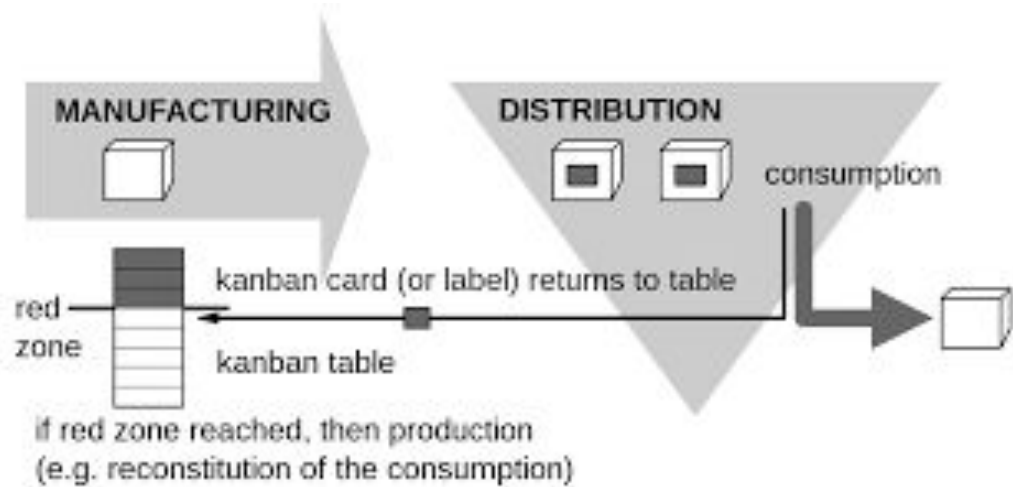 MANUFACTURING
DISTRIBUTION
consumption
kanban card (or label) returns to table
red
zone
kanban table
if red zone reached, then production
(e.g. reconstitution of the consumption)